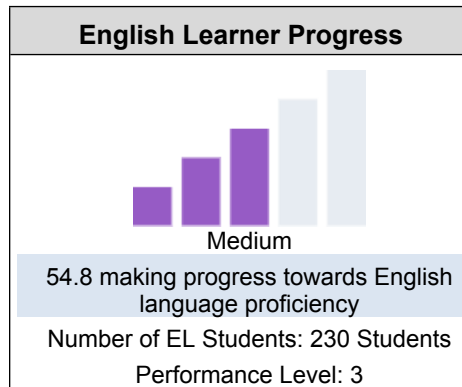 English Learner Progress
Medium
54.8 making progress towards English
language proficiency
Number of EL Students: 230 Students
Performance Level: 3